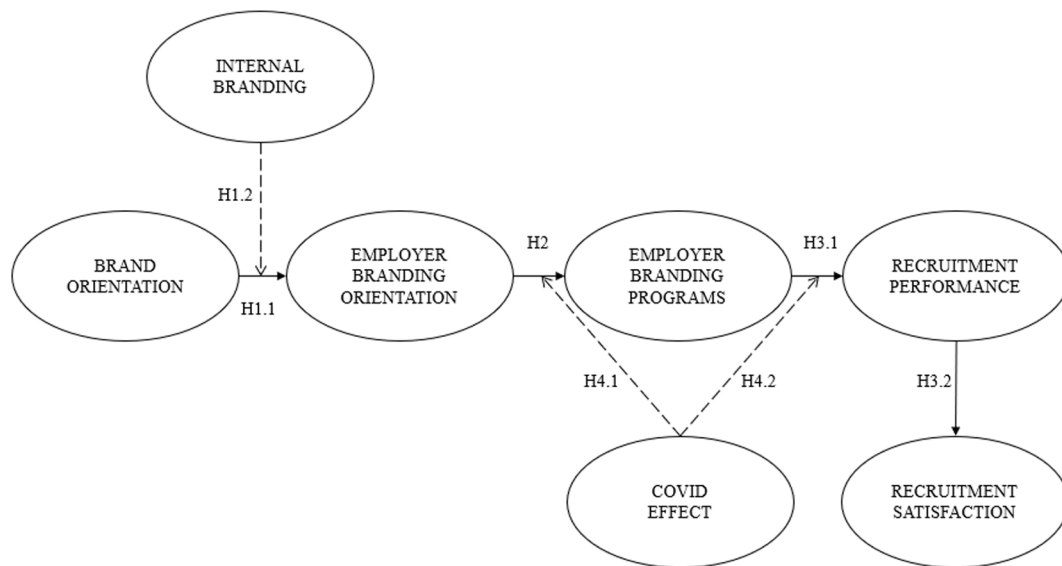 INTERNAL
BRANDING
H1.2
BRAND
ORIENTATION
H1.1
EMPLOYER
BRANDING
ORIENTATION
H2
EMPLOYER
BRANDING
PROGRAMS
H3.1
RECRUITMENT
PERFORMANCE
H4.1
H4.2
H3.2
COVID
EFFECT
RECRUITMENT
SATISFACTION